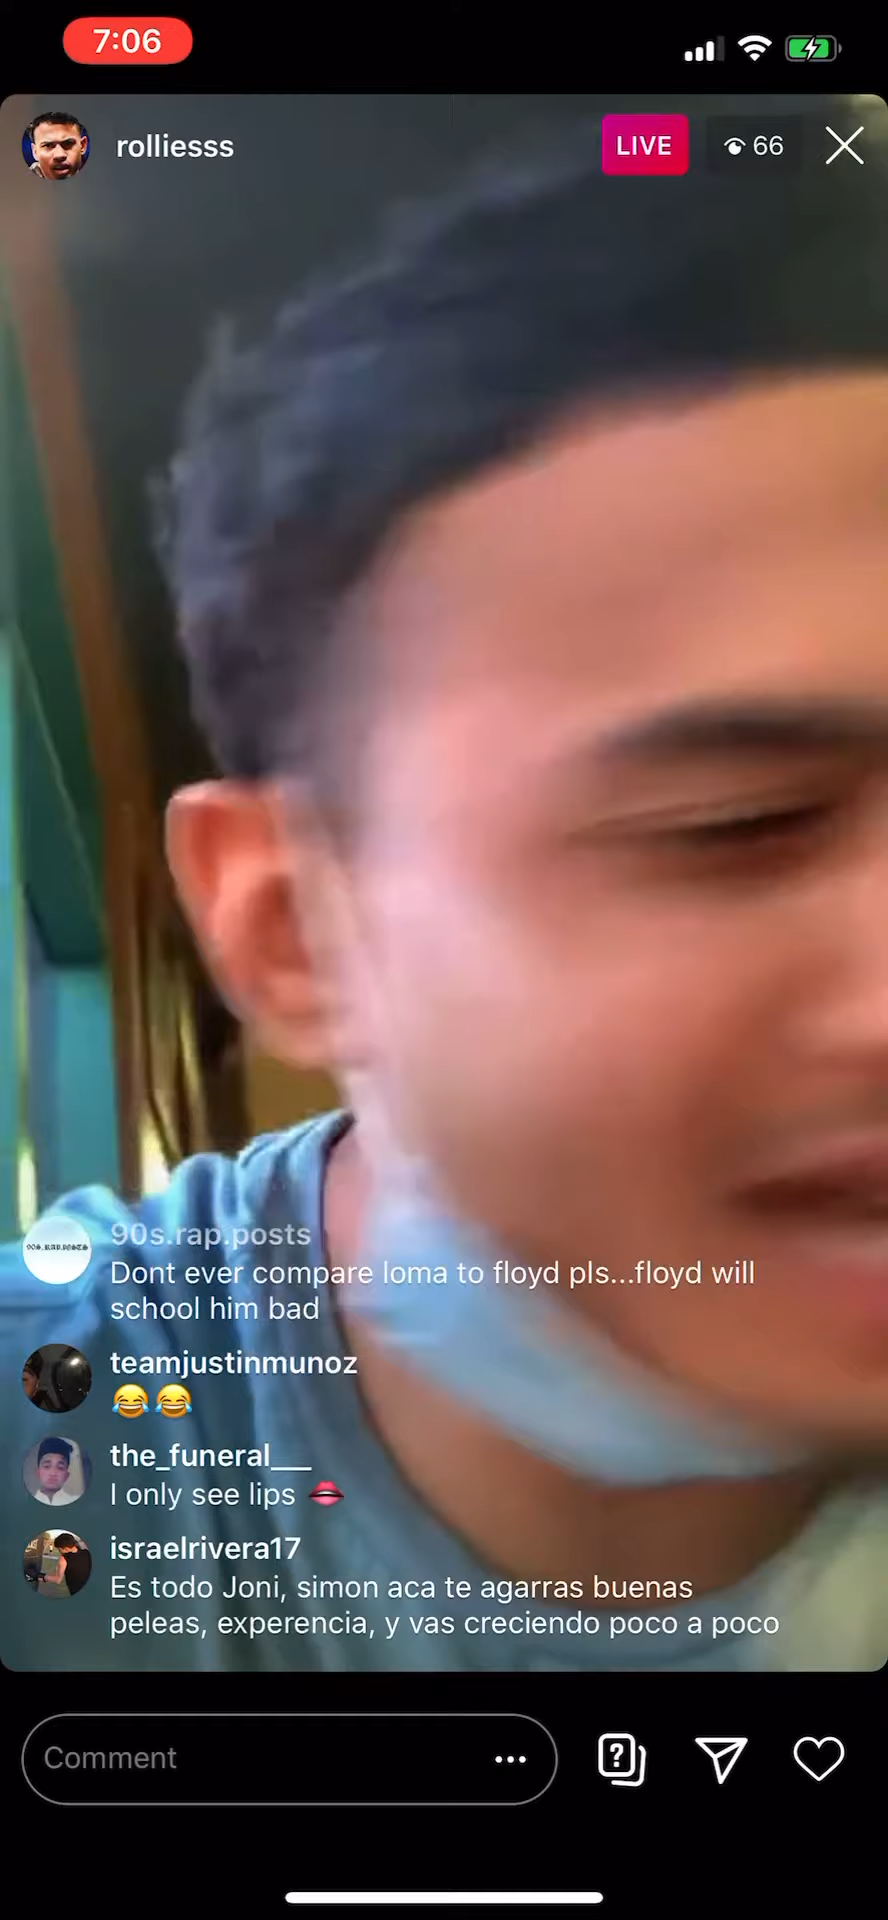 7:06
rolliesss
LIVE
66
90s.rap.posts
Dont ever compare loma to floyd pls...floyd will
school him bad
teamjustinmunoz
😂😂
the_funeral___
I only see lips 👄
israelrivera17
Es todo Joni, simon aca te agarras buenas
peleas, experencia, y vas creciendo poco a poco
Comment